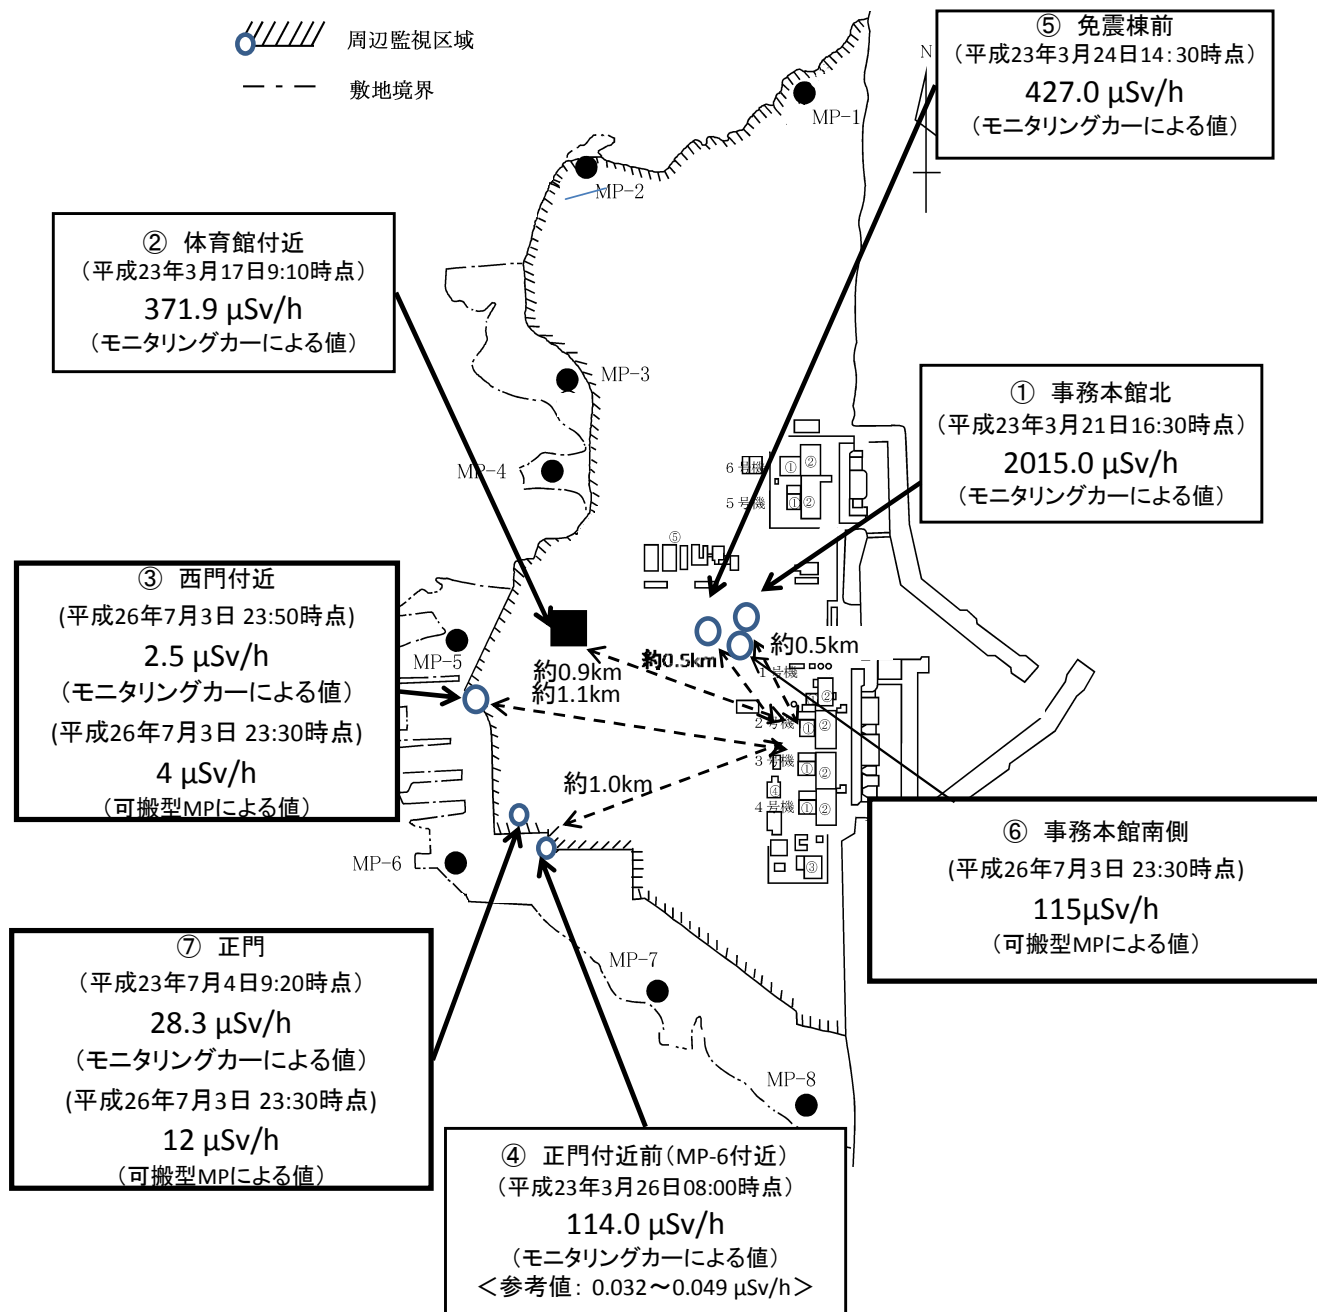 周辺監視区域
敷地境界
⑤ 免震棟前
（平成23年3月24日14：30時点）
427.0 μSv/h
（モニタリングカーによる値）
N
MP-1
MP-2
② 体育館付近
（平成23年3月17日9:10時点）
371.9 μSv/h
（モニタリングカーによる値）
MP-3
① 事務本館北
（平成23年3月21日16:30時点）
2015.0 μSv/h
（モニタリングカーによる値）
MP-4
６号機
①
②
５号機
①
②
⑤
③ 西門付近
(平成26年7月3日 23:50時点)
2.5 μSv/h
（モニタリングカーによる値）
(平成26年7月3日 23:30時点)
4 μSv/h
（可搬型MPによる値）
MP-5
約0.9km
約1.1km
約0.5km
約0.5km
１号機
②
２号機
①
②
３号機
①
②
約1.0km
④
４号機
①
②
③
MP-6
⑥ 事務本館南側
(平成26年7月3日 23:30時点)
115μSv/h
（可搬型MPによる値）
⑦ 正門
（平成23年7月4日9:20時点）
28.3 μSv/h
（モニタリングカーによる値）
(平成26年7月3日 23:30時点)
12 μSv/h
（可搬型MPによる値）
MP-7
MP-8
④ 正門付近前（MP-6付近）
（平成23年3月26日08:00時点）
114.0 μSv/h
（モニタリングカーによる値）
＜参考値： 0.032～0.049 μSv/h＞